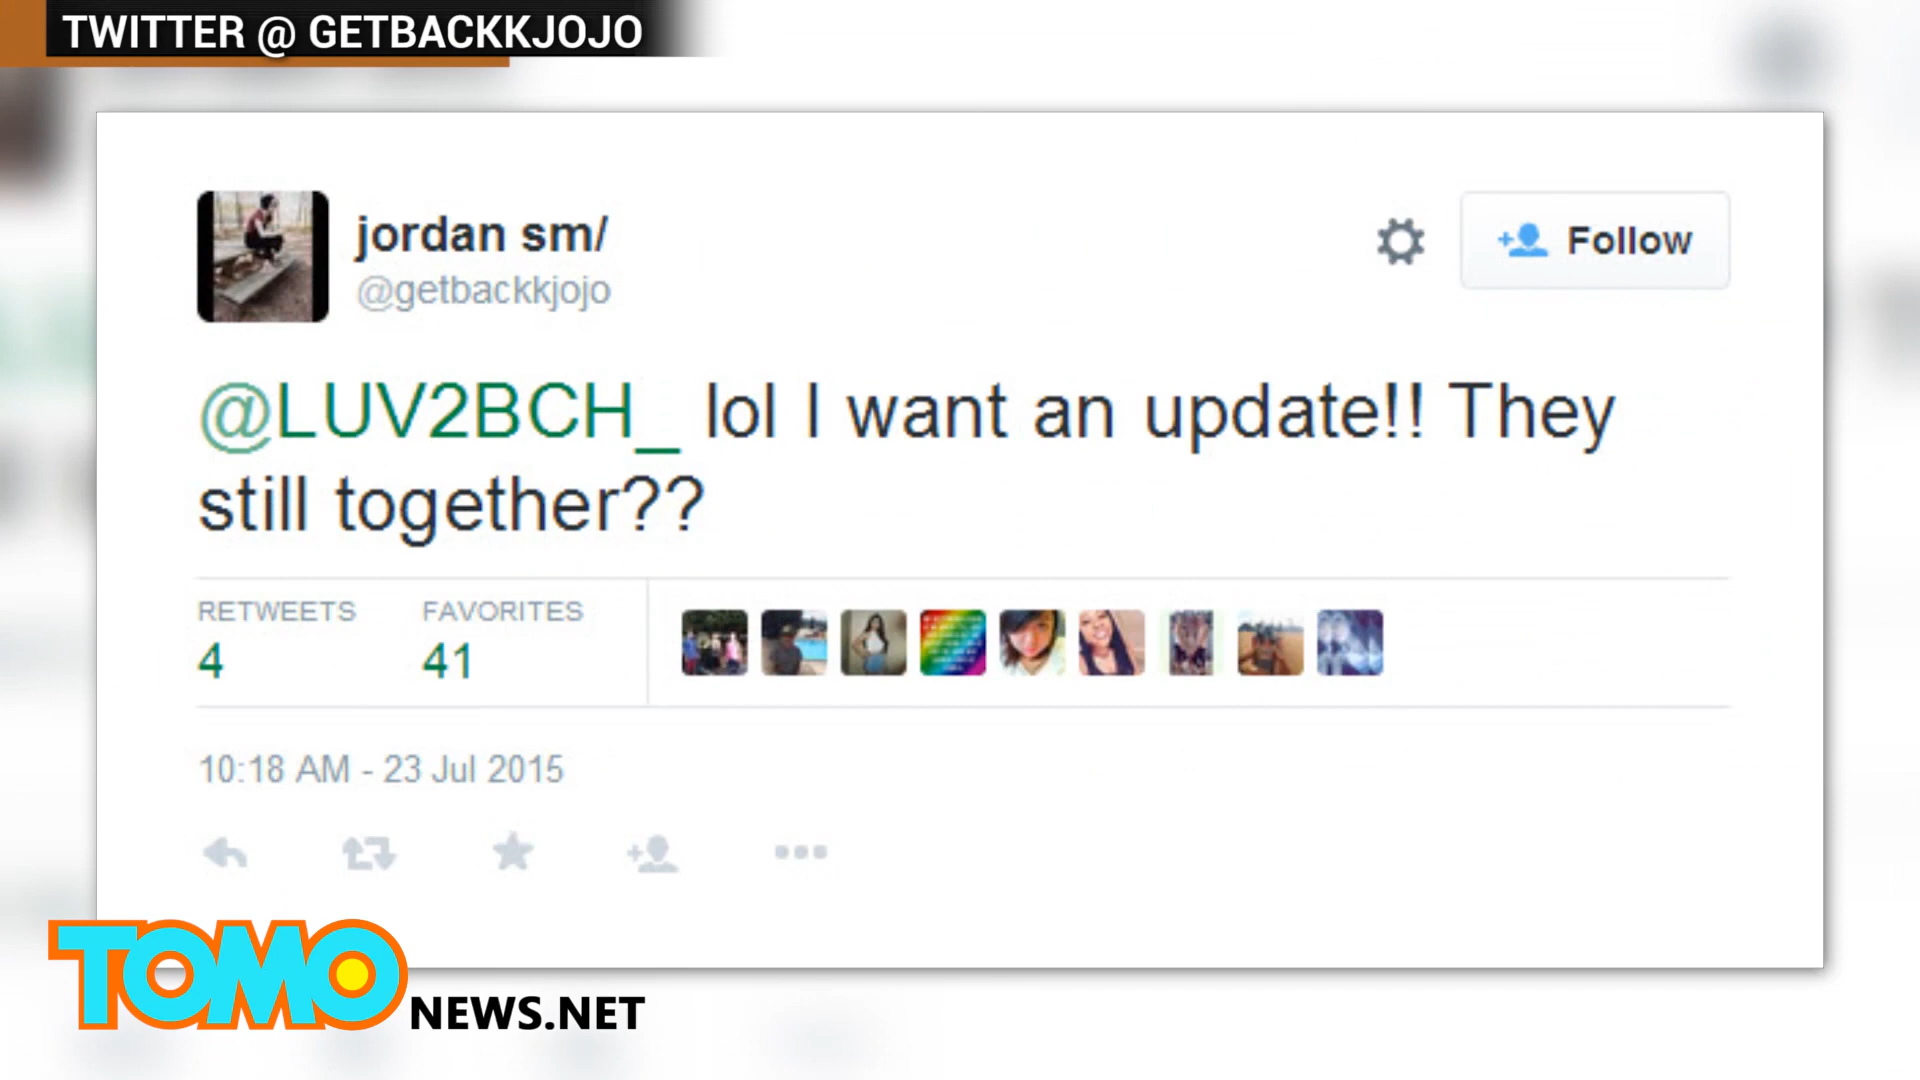 TWITTER @ GETBACKKJOJO
jordan sm/
@getbackkjojo
Follow
@LUV2BCH_ lol I want an update!! They
still together??
RETWEETS FAVORITES
4 41
10:18 AM - 23 Jul 2015
TOMO
NEWS.NET